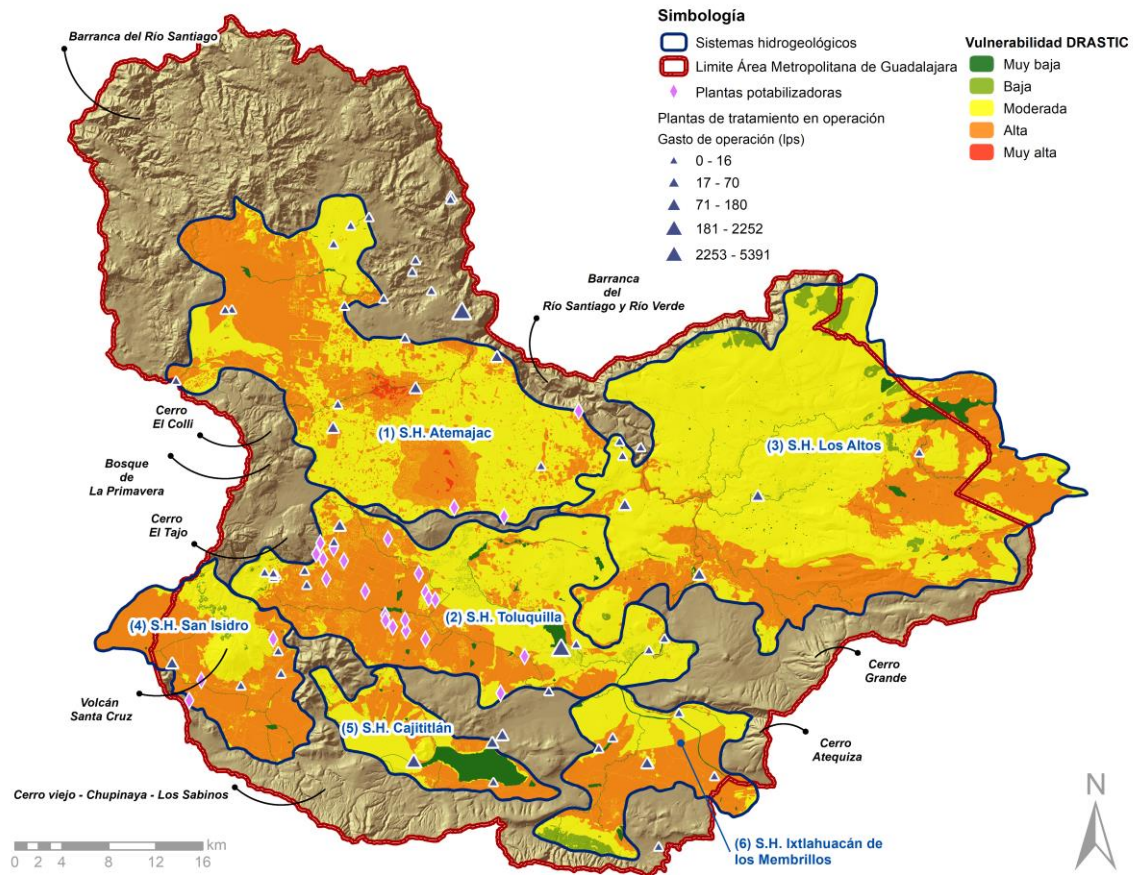 Barranca del Río Santiago
Simbología
Sistemas hidrogeológicos
Limite Área Metropolitana de Guadalajara
Plantas potabilizadoras
Plantas de tratamiento en operación
Gasto de operación (lps)
0 - 16
17 - 70
71 - 180
181 - 2252
2253 - 5391
Vulnerabilidad DRASTIC
Muy baja
Baja
Moderada
Alta
Muy alta
Barranca
del
Río Santiago y Río Verde
Cerro
El Colli
(1) S.H. Atemajac
(3) S.H. Los Altos
Bosque
de
La Primavera
Cerro
El Tajo
(4) S.H. San Isidro
(2) S.H. Toluquilla
Cerro
Grande
Volcán
Santa Cruz
(5) S.H. Cajititlán
Cerro
Atequiza
Cerro viejo - Chupinaya - Los Sabinos
(6) S.H. Ixtlahuacán de
los Membrillos
km
0 2 4 8 12 16
N